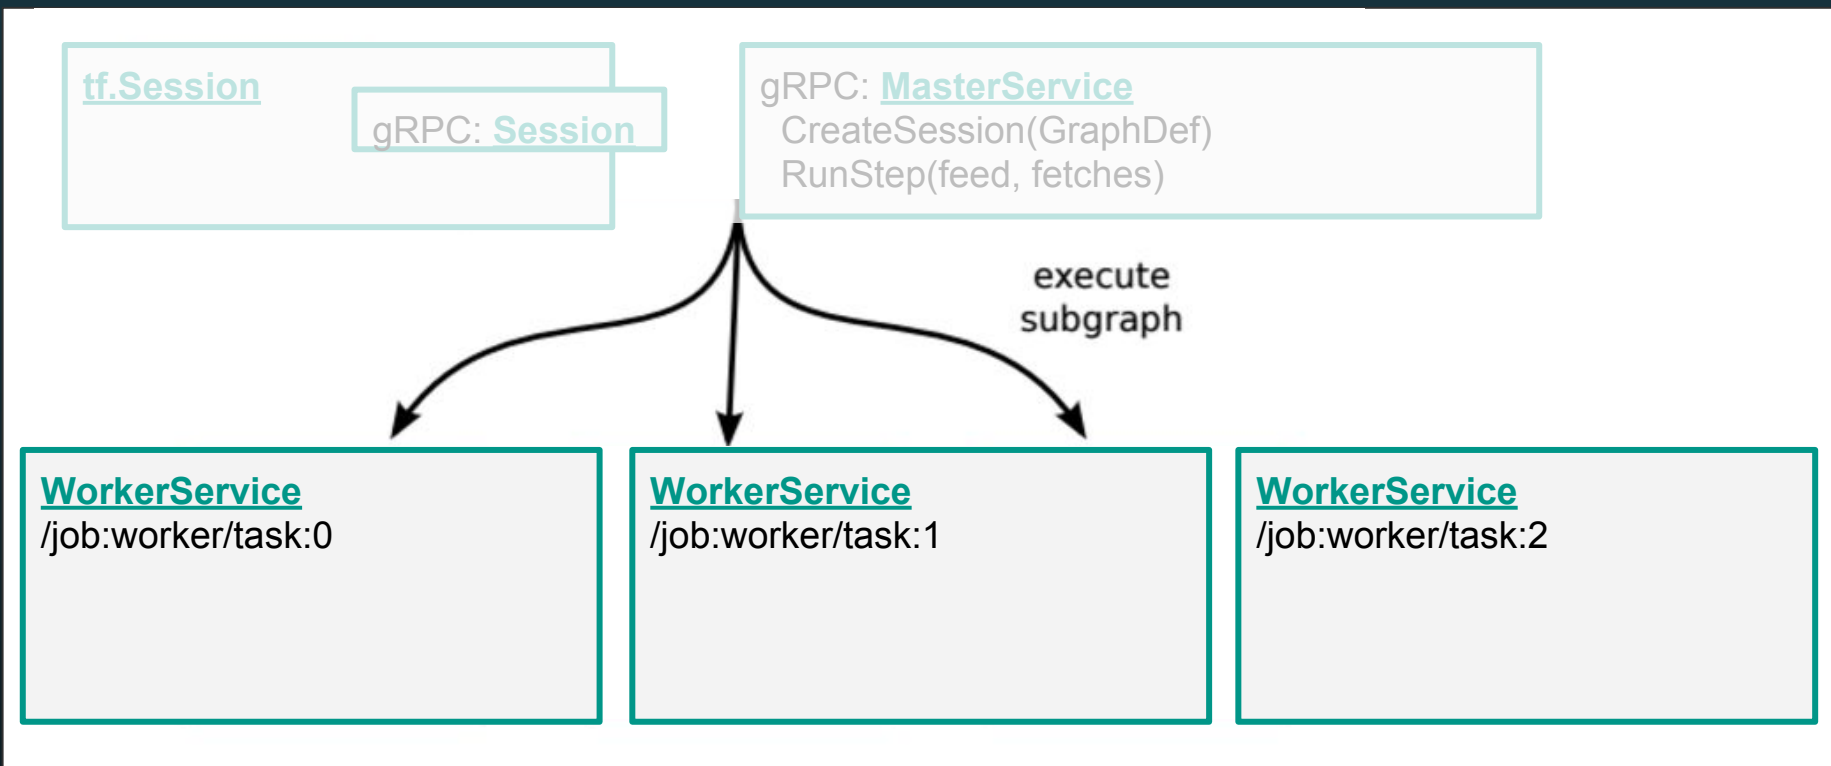 tf.Session
gRPC: Session
gRPC: MasterService
CreateSession(GraphDef)
RunStep(feed, fetches)
execute
subgraph
WorkerService
/job:worker/task:0
WorkerService
/job:worker/task:1
WorkerService
/job:worker/task:2